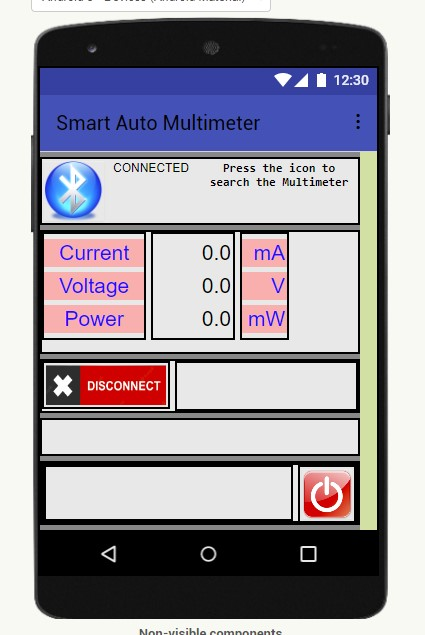 12:30
Smart Auto Multimeter
CONNECTED
Press the icon to
search the Multimeter
Current 0.0 mA
Voltage 0.0 V
Power 0.0 mW
DISCONNECT
Non-visible components